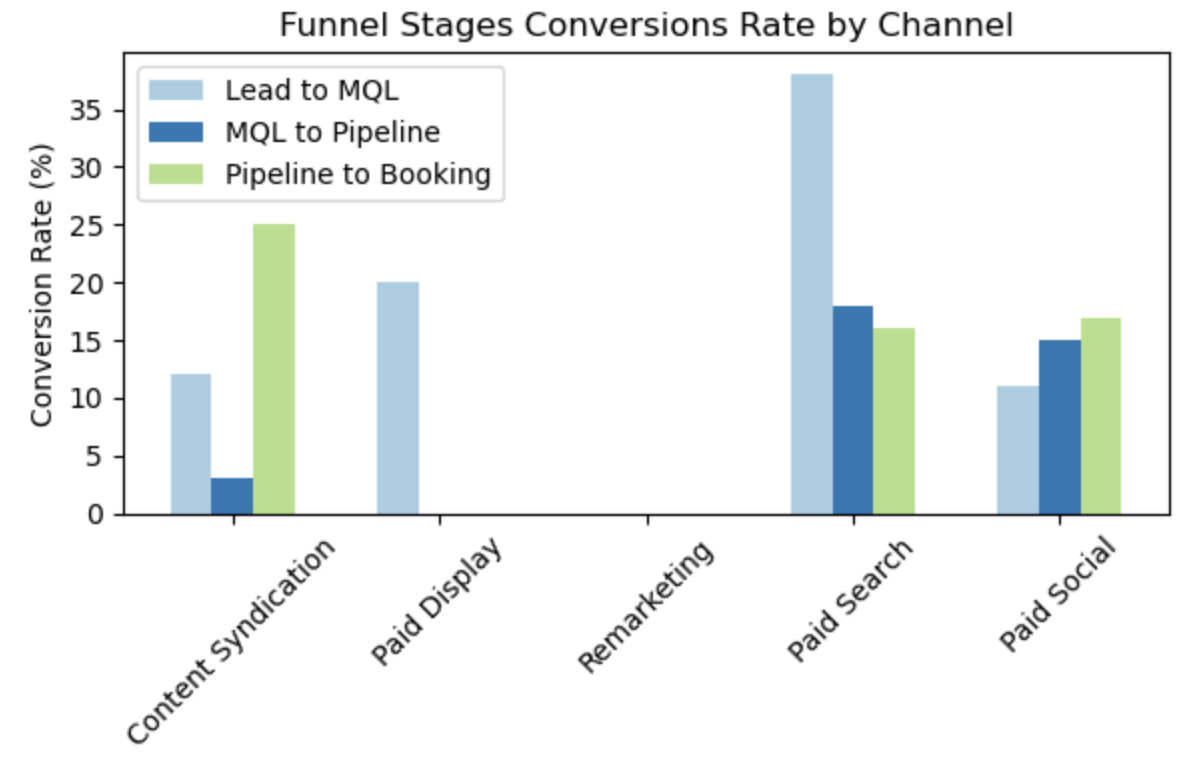 Funnel Stages Conversions Rate by Channel
Lead to MQL
MQL to Pipeline
Pipeline to Booking
Conversion Rate (%)
35
30
25
20
15
10
5
0
Content Syndication
Paid Display
Remarketing
Paid Search
Paid Social